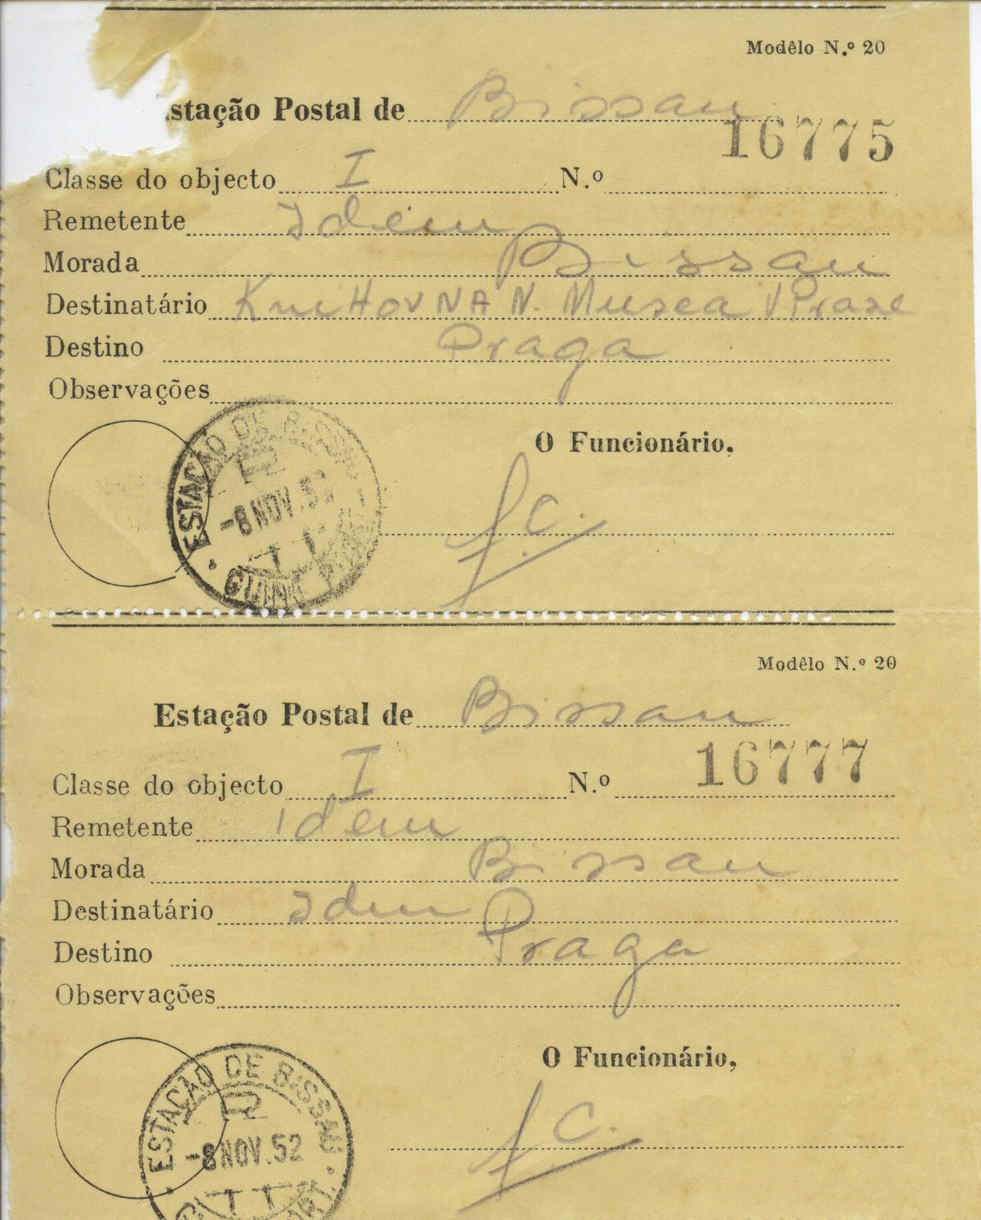 Modêlo N.º 20
stação Postal de Bissau
16775
Classe do objecto I N.º
Remetente Idem
Morada Bissau
Destinatário KniHOVNA N. Musea V Praze
Destino Praga
Observações
O Funcionário,
ESTAÇÃO DE BISSAU
-8 NOV. 52
GUINÉ
Modêlo N.º 20
Estação Postal de Bissau
16777
Classe do objecto I N.º
Remetente idem
Morada Bissau
Destinatário Idem
Destino Praga
Observações
O Funcionário,
ESTAÇÃO DE BISSAU
-8 NOV. 52